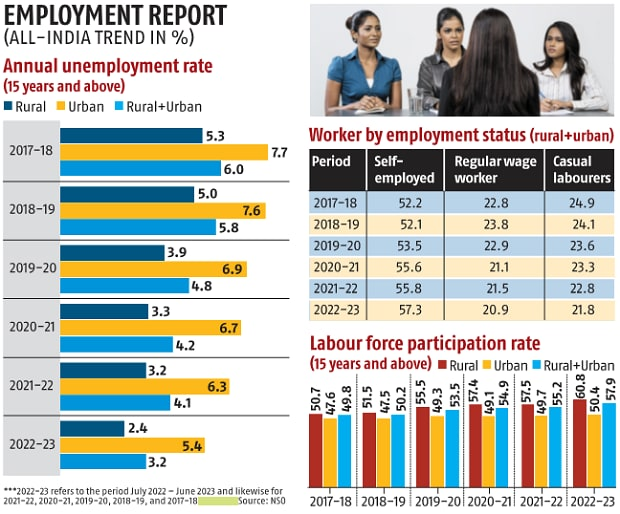 EMPLOYMENT REPORT
(ALL-INDIA TREND IN %)
Annual unemployment rate
(15 years and above)
Rural Urban Rural+Urban
2017-18
5.3
7.7
6.0
2018-19
5.0
7.6
5.8
2019-20
3.9
6.9
4.8
2020-21
3.3
6.7
4.2
2021-22
3.2
6.3
4.1
2022-23
2.4
5.4
3.2
***2022-23 refers to the period July 2022 – June 2023 and likewise for
2021-22, 2020-21, 2019-20, 2018-19, and 2017-18 Source: NSO
Worker by employment status (rural+urban)
Period Self-employed Regular wage worker Casual labourers
2017-18 52.2 22.8 24.9
2018-19 52.1 23.8 24.1
2019-20 53.5 22.9 23.6
2020-21 55.6 21.1 23.3
2021-22 55.8 21.5 22.8
2022-23 57.3 20.9 21.8
Labour force participation rate
(15 years and above) Rural Urban Rural+Urban
50.7 47.6 49.8 51.5 47.5 50.2 55.5 49.3 53.5 57.4 49.1 54.9 57.5 49.7 55.2 60.8 50.4 57.9
2017-18 2018-19 2019-20 2020-21 2021-22 2022-23